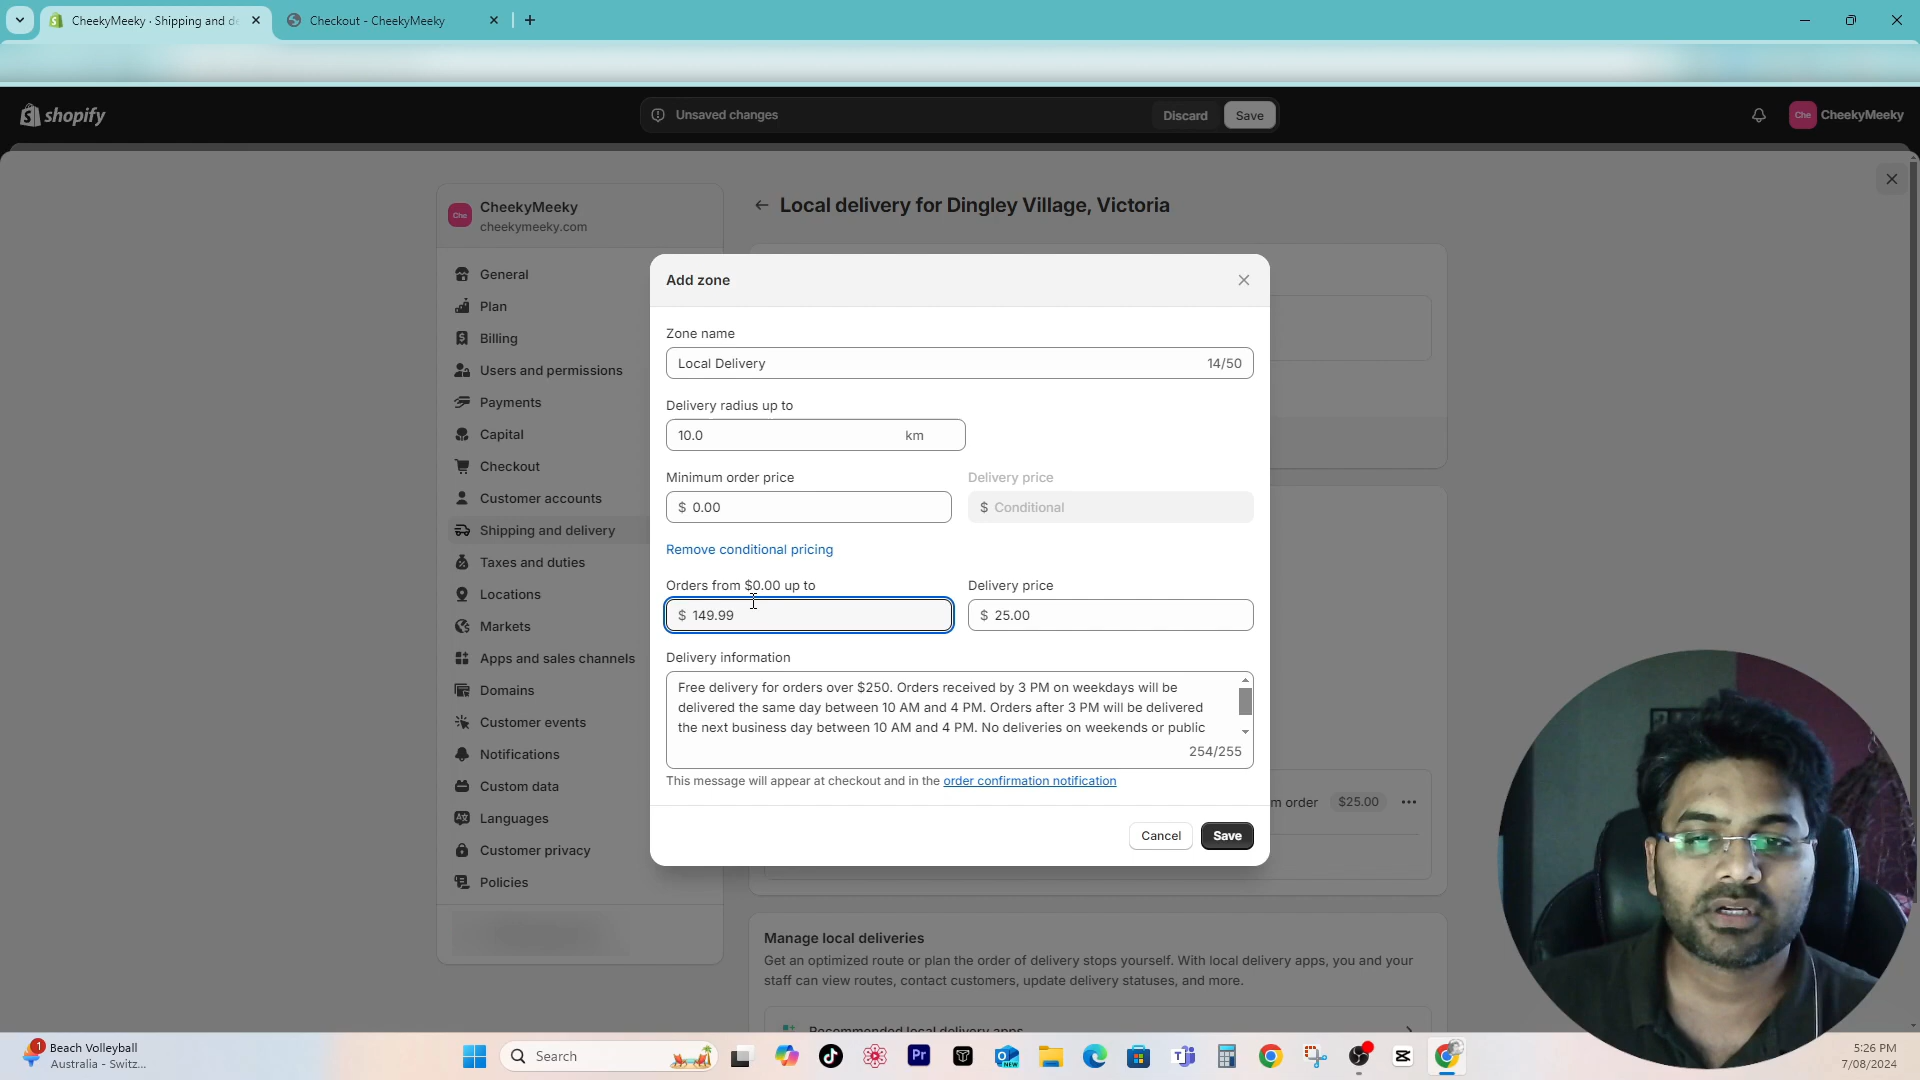 CheekyMeeky · Shipping and de
Checkout - CheekyMeeky
shopify
Unsaved changes
Discard
Save
Che
CheekyMeeky
Che
CheekyMeeky
cheekymeeky.com
General
Plan
Billing
Users and permissions
Payments
Capital
Checkout
Customer accounts
Shipping and delivery
Taxes and duties
Locations
Markets
Apps and sales channels
Domains
Customer events
Notifications
Custom data
Languages
Customer privacy
Policies
Local delivery for Dingley Village, Victoria
Add zone
Zone name
Local Delivery
14/50
Delivery radius up to
10.0
km
Minimum order price
Delivery price
$ 0.00
$ Conditional
Remove conditional pricing
Orders from $0.00 up to
Delivery price
$ 149.99
$ 25.00
Delivery information
Free delivery for orders over $250. Orders received by 3 PM on weekdays will be
delivered the same day between 10 AM and 4 PM. Orders after 3 PM will be delivered
the next business day between 10 AM and 4 PM. No deliveries on weekends or public
254/255
This message will appear at checkout and in the order confirmation notification
Cancel
Save
m order
$25.00
Manage local deliveries
Get an optimized route or plan the order of delivery stops yourself. With local delivery apps, you and your
staff can view routes, contact customers, update delivery statuses, and more.
Recommended local delivery apps
1
Beach Volleyball
Australia - Switz...
Search
Pr
NEW
5:26 PM
7/08/2024